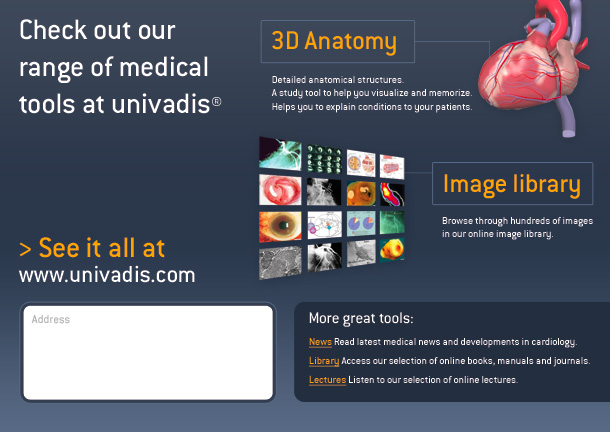 Check out our
range of medical
tools at univadis®
3D Anatomy
Detailed anatomical structures.
A study tool to help you visualize and memorize.
Helps you to explain conditions to your patients.
Image library
Browse through hundreds of images
in our online image library.
> See it all at
www.univadis.com
Address
More great tools:
News Read latest medical news and developments in cardiology.
Library Access our selection of online books, manuals and journals.
Lectures Listen to our selection of online lectures.